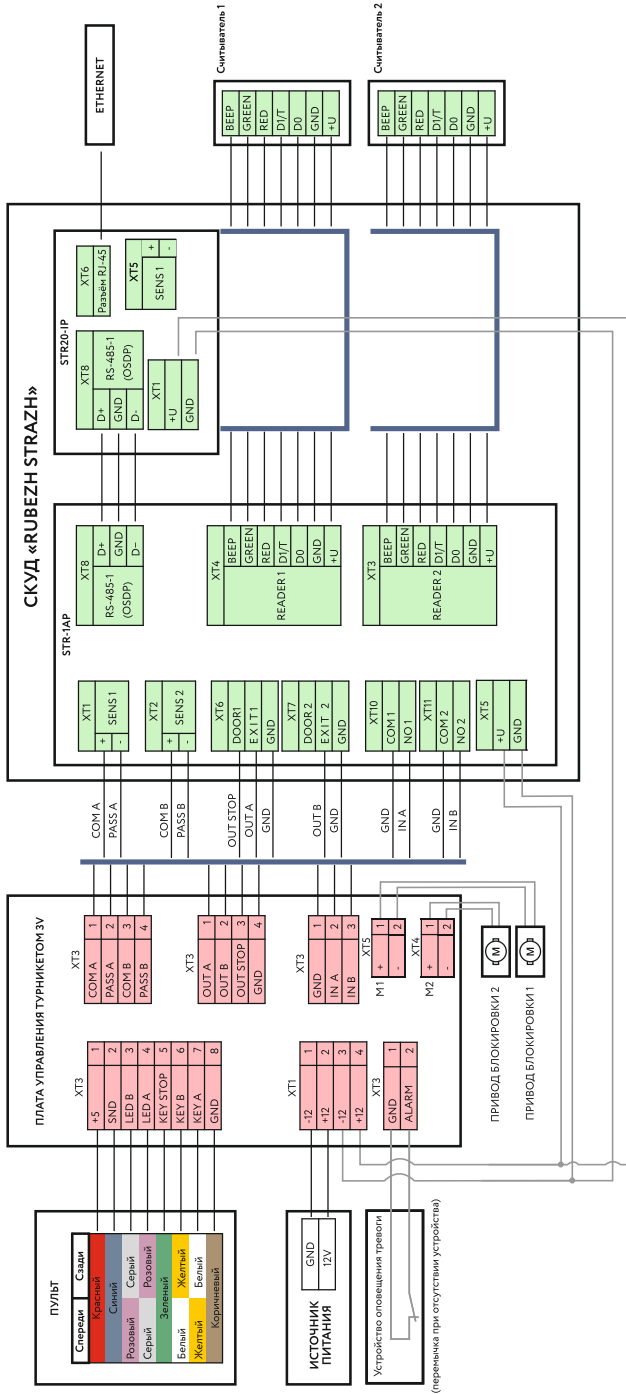 ПУЛЬТ
Спереди Сзади
Красный
Синий
Розовый Серый
Серый Розовый
Зеленый
Белый Желтый
Желтый Белый
Коричневый
ИСТОЧНИК
ПИТАНИЯ
GND
12V
Устройство оповещения тревоги
(перемычка при отсутствии устройства)
ПЛАТА УПРАВЛЕНИЯ ТУРНИКЕТОМ 3V
XT3
+5 1
SND 2
LED B 3
LED A 4
KEY STOP 5
KEY B 6
KEY A 7
GND 8
XT1
-12 1
+12 2
-12 3
+12 4
XT3
GND 1
ALARM 2
XT3
COM A 1
PASS A 2
COM B 3
PASS B 4
XT3
OUT A 1
OUT B 2
OUT STOP 3
GND 4
XT3
GND 1
IN A 2
IN B 3
XT5
M1 + 1
- 2
XT4
M2 + 1
- 2
M
ПРИВОД БЛОКИРОВКИ 2
M
ПРИВОД БЛОКИРОВКИ 1
COM A
PASS A
COM B
PASS B
OUT STOP
OUT A
GND
OUT B
GND
GND
IN A
GND
IN B
СКУД «RUBEZH STRAZH»
STR-1AP
XT1
+
-
SENS 1
XT2
+
-
SENS 2
XT6
DOOR1
EXIT1
GND
XT7
DOOR 2
EXIT 2
GND
XT10
COM 1
NO 1
XT11
COM 2
NO 2
XT5
+U
GND
XT8
RS-485-1
(OSDP)
D+
GND
D–
XT4
READER 1
BEEP
GREEN
RED
D1/T
D0
GND
+U
XT3
READER 2
BEEP
GREEN
RED
D1/T
D0
GND
+U
STR20-IP
XT8
D+
GND
D-
RS-485-1
(OSDP)
XT6
Разъём RJ-45
XT5
+
-
SENS 1
XT1
+U
GND
ETHERNET
Считыватель 1
BEEP
GREEN
RED
D1/T
D0
GND
+U
Считыватель 2
BEEP
GREEN
RED
D1/T
D0
GND
+U